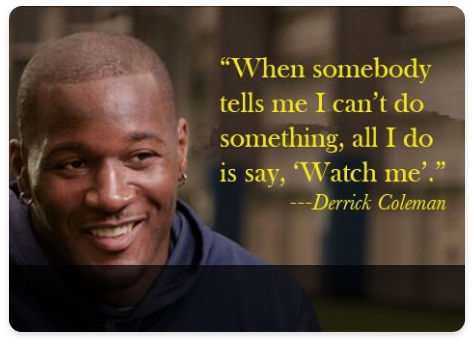 “When somebody
tells me I can’t do
something, all I do
is say, ‘Watch me’.”
---Derrick Coleman